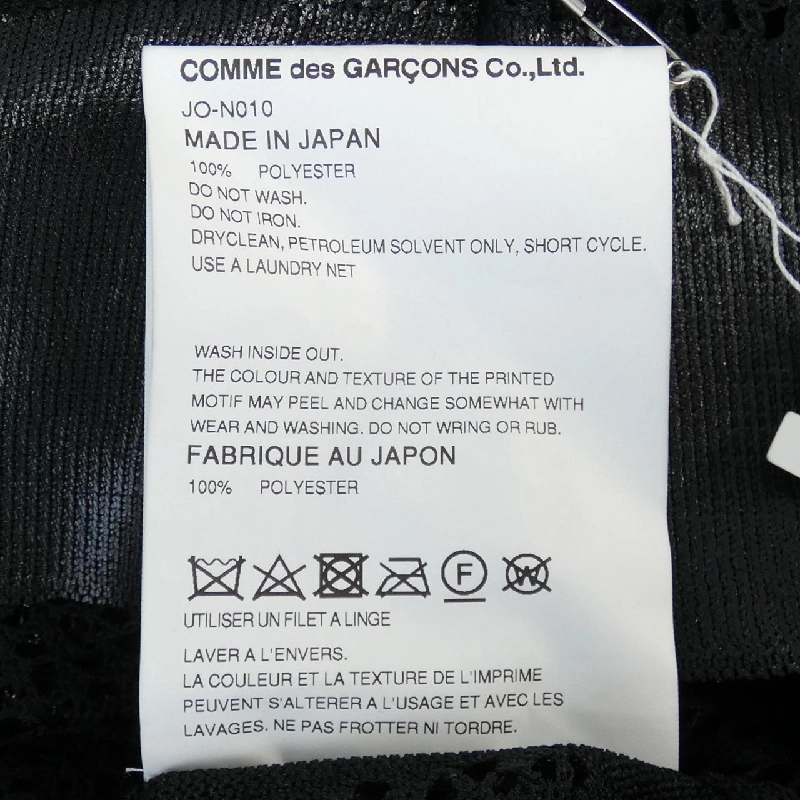 COMME des GARÇONS Co.,Ltd.
JO-N010
MADE IN JAPAN
100% POLYESTER
DO NOT WASH.
DO NOT IRON.
DRYCLEAN, PETROLEUM SOLVENT ONLY, SHORT CYCLE.
USE A LAUNDRY NET
WASH INSIDE OUT.
THE COLOUR AND TEXTURE OF THE PRINTED
MOTIF MAY PEEL AND CHANGE SOMEWHAT WITH
WEAR AND WASHING. DO NOT WRING OR RUB.
FABRIQUE AU JAPON
100% POLYESTER
F W
UTILISER UN FILET A LINGE
LAVER A L'ENVERS.
LA COULEUR ET LA TEXTURE DE L'IMPRIME
PEUVENT S'ALTERER A L'USAGE ET AVEC LES
LAVAGES. NE PAS FROTTER NI TORDRE.